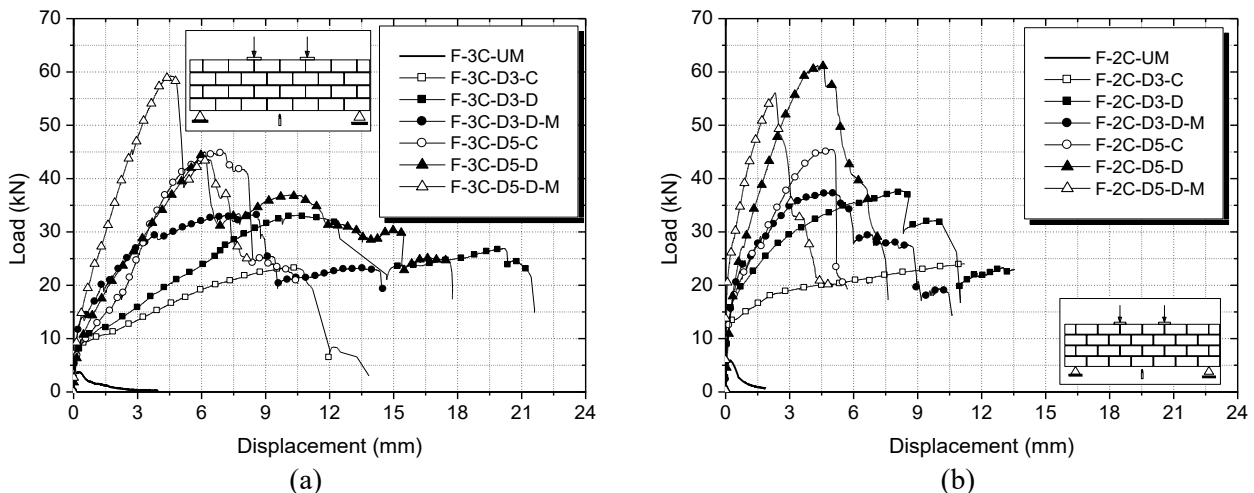 70
60
50
40
30
20
10
0
Load (kN)
0 3 6 9 12 15 18 21 24
Displacement (mm)
F-3C-UM
F-3C-D3-C
F-3C-D3-D
F-3C-D3-D-M
F-3C-D5-C
F-3C-D5-D
F-3C-D5-D-M
(a)
70
60
50
40
30
20
10
0
Load (kN)
0 3 6 9 12 15 18 21 24
Displacement (mm)
F-2C-UM
F-2C-D3-C
F-2C-D3-D
F-2C-D3-D-M
F-2C-D5-C
F-2C-D5-D
F-2C-D5-D-M
(b)